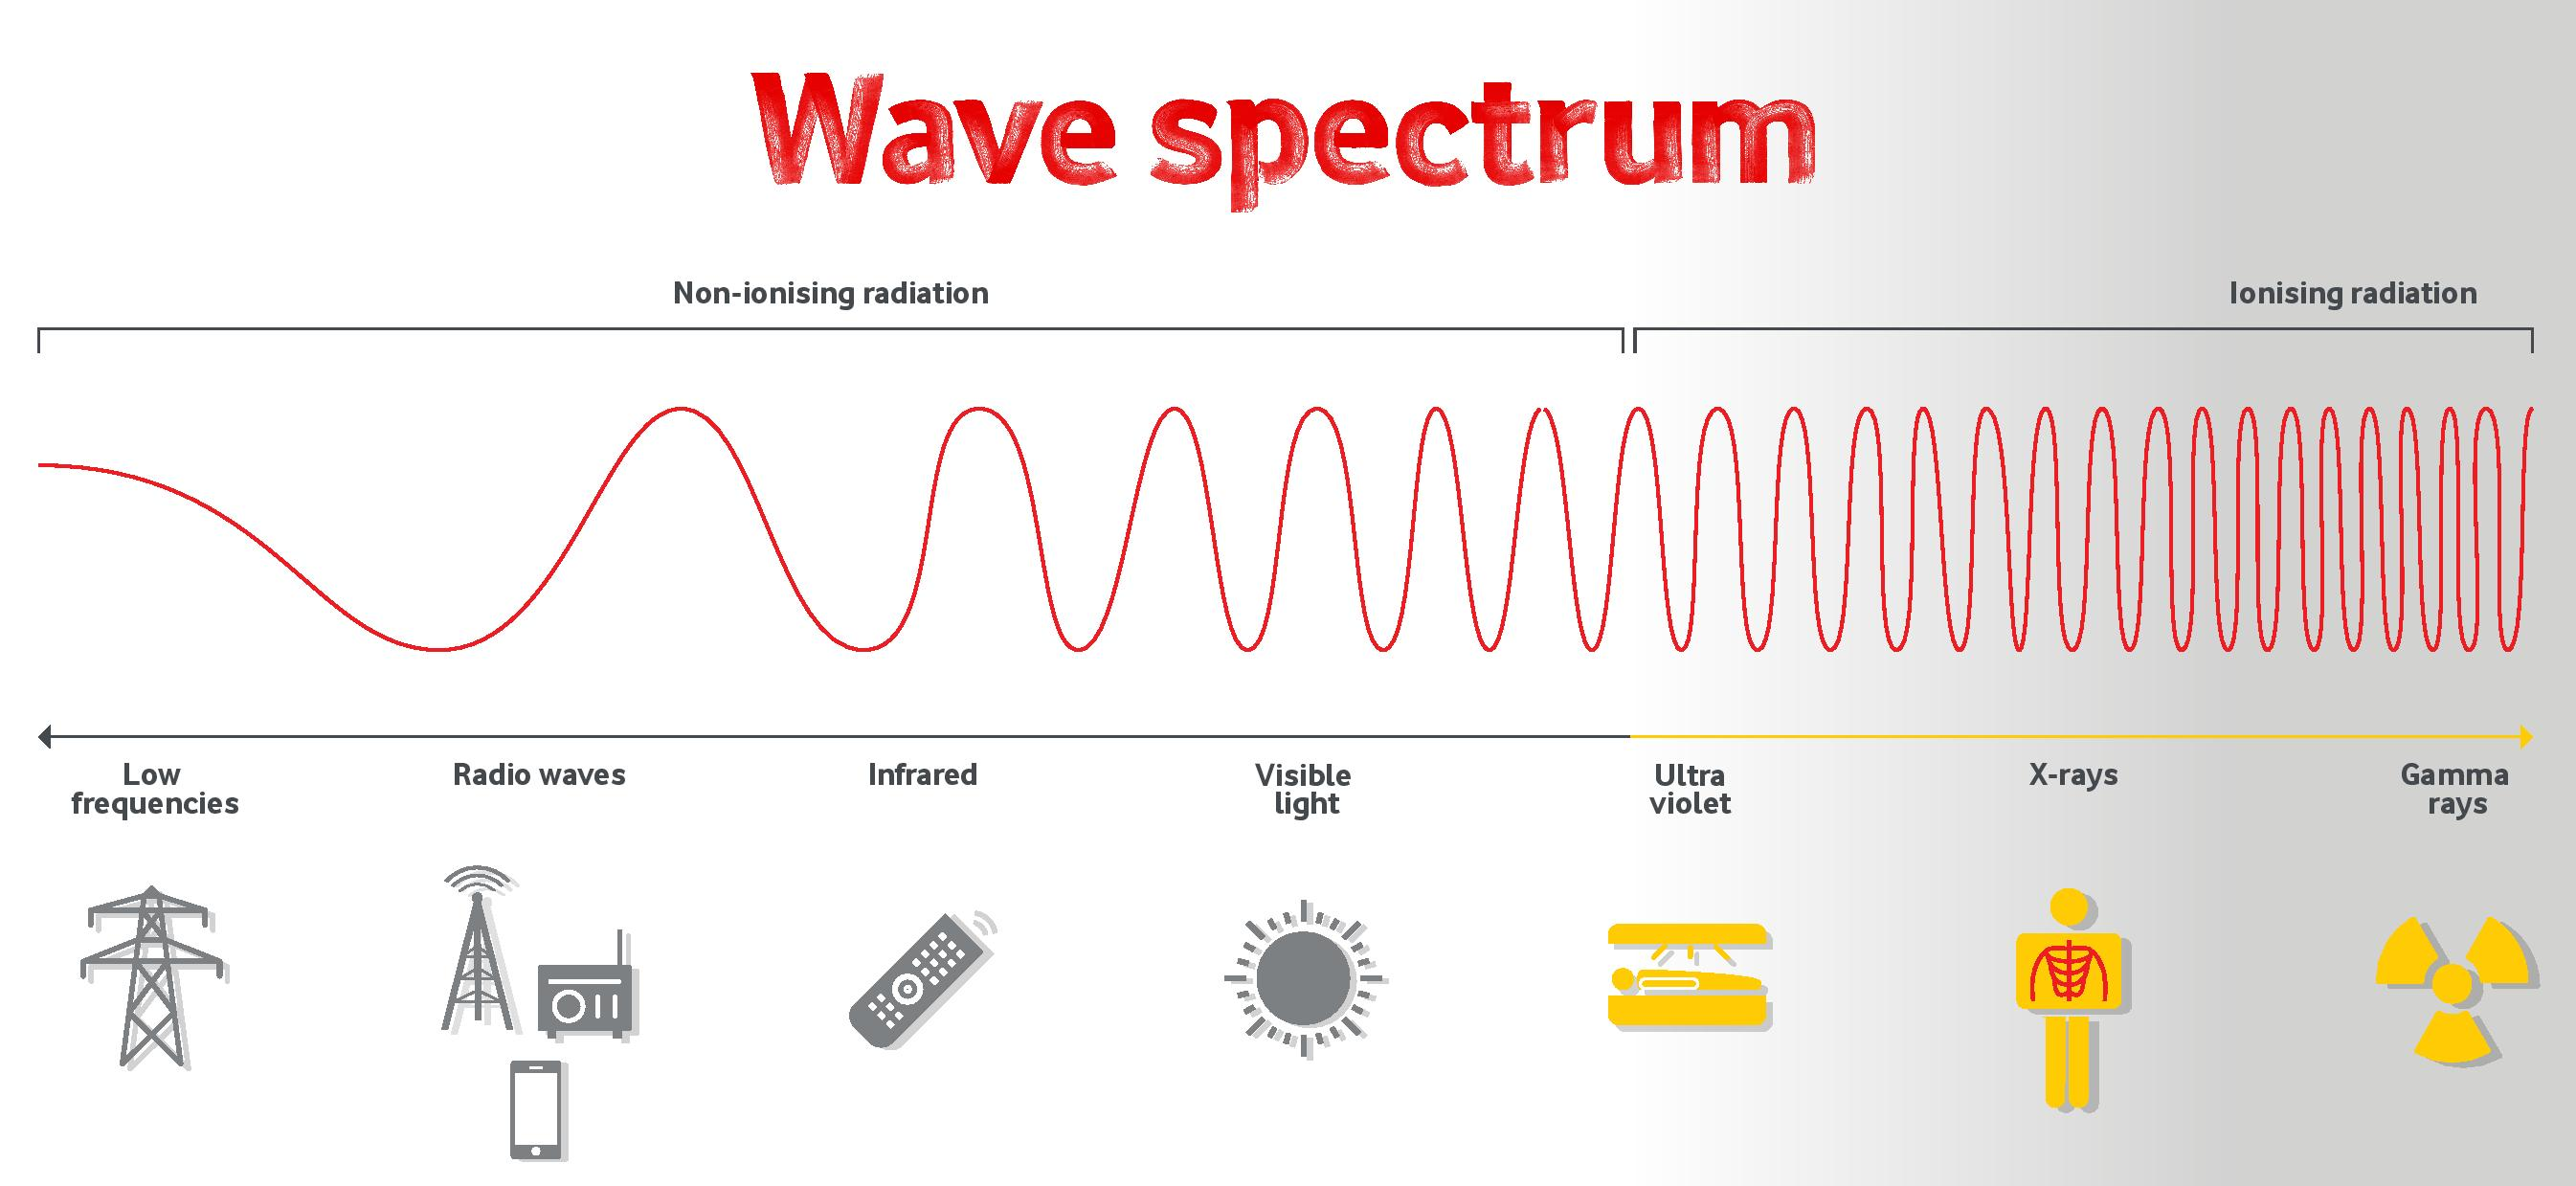 Wave spectrum
Non-ionising radiation
Ionising radiation
Low
frequencies
Radio waves
Infrared
Visible
light
Ultra
violet
X-rays
Gamma
rays